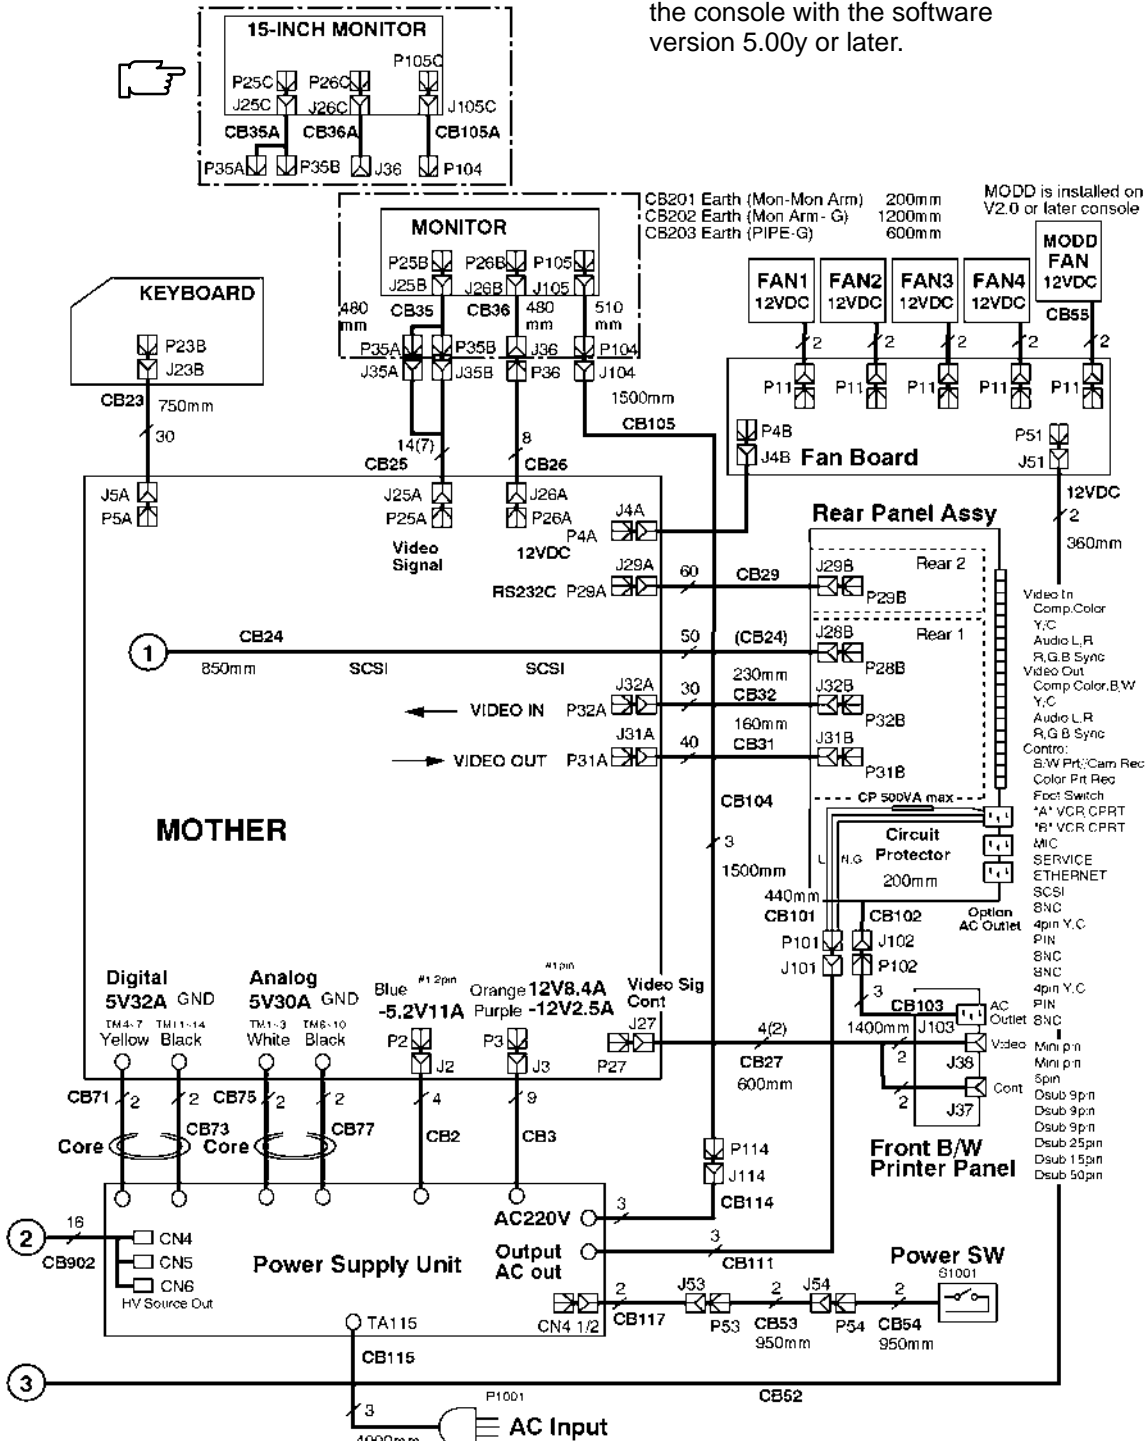 the console with the software
version 5.00y or later.
15-INCH MONITOR
P105C
P25C P26C
J25C J26C J105C
CB35A CB36A CB105A
P35A P35B J36 P104
CB201 Earth (Mon-Mon Arm) 200mm
CB202 Earth (Mon Arm- G) 1200mm
CB203 Earth (PIPE-G) 600mm
MODD is installed on
V2.0 or later console
MONITOR
P25B P26B P105
J25B J26B J105
480
mm
CB35 CB36
480
mm
510
mm
P35A P35B J36 P104
J35A J35B P36 J104
1500mm
CB105
14(7)
8
CB25 CB26
KEYBOARD
P23B
J23B
CB23
750mm
30
FAN1
12VDC
FAN2
12VDC
FAN3
12VDC
FAN4
12VDC
MODD
FAN
12VDC
CB55
2 2 2 2 2
P11 P11 P11 P11 P11
P4B
J4B Fan Board
P51
J51
12VDC
2
360mm
J5A
P5A
J25A
P25A
Video
Signal
J26A
P26A
12VDC
J4A
P4A
J29A
RS232C P29A
60
CB29
Rear Panel Assy
J29B
P29B
Rear 2
1
CB24
850mm SCSI SCSI
50
(CB24)
230mm
J28B
P28B
Rear 1
J32A
VIDEO IN P32A
30
CB32
160mm
J32B
P32B
J31A
VIDEO OUT P31A
40
CB31
J31B
P31B
CP 500VA max
Circuit
Protector
200mm
L N.G
440mm
CB101
CB102
Option
AC Outlet
P101
J101
J102
P102
3
CB103
1400mm
J103
AC
Outlet
Video
J38
Cont
J37
2
2
Front B/W
Printer Panel
Video In
Comp.Color
Y/C
Audio L,R
R,G,B Sync
Video Out
Comp Color,B/W
Y/C
Audio L,R
R,G,B Sync
Control
B/W Prt/Cam Rec
Color Prt Rec
Foot Switch
"A" VCR,CPRT
"B" VCR,CPRT
MIC
SERVICE
ETHERNET
SCSI
BNC
4pin Y,C
PIN
BNC
BNC
4pin Y,C
PIN
BNC
Mini pin
Mini pin
Dsub 9pin
Dsub 9pin
Dsub 9pin
Dsub 25pin
Dsub 15pin
Dsub 50pin
MOTHER
CB104
3
1500mm
Digital
5V32A GND
TM4-7 TM11-14
Yellow Black
Analog
5V30A GND
TM1-3 TM6-10
White Black
Blue #1 2pin
-5.2V11A
P2
J2
#1pin
Orange 12V8.4A
Purple -12V2.5A
P3
J3
Video Sig
Cont
J27
P27
4(2)
CB27
600mm
CB71 2
2
CB73
CB75 2
2
CB77
4
CB2
9
CB3
Core
Core
P114
J114
CB114
2
16
CB902
CN4
CN5
CN6
HV Source Out
Power Supply Unit
AC220V
3
Output
AC out
3
CB111
CN4 1/2
2
CB117
J53
P53
2
CB53
950mm
J54
P54
2
CB54
950mm
Power SW
S1001
TA115
CB115
3
CB52
3
P1001
AC Input